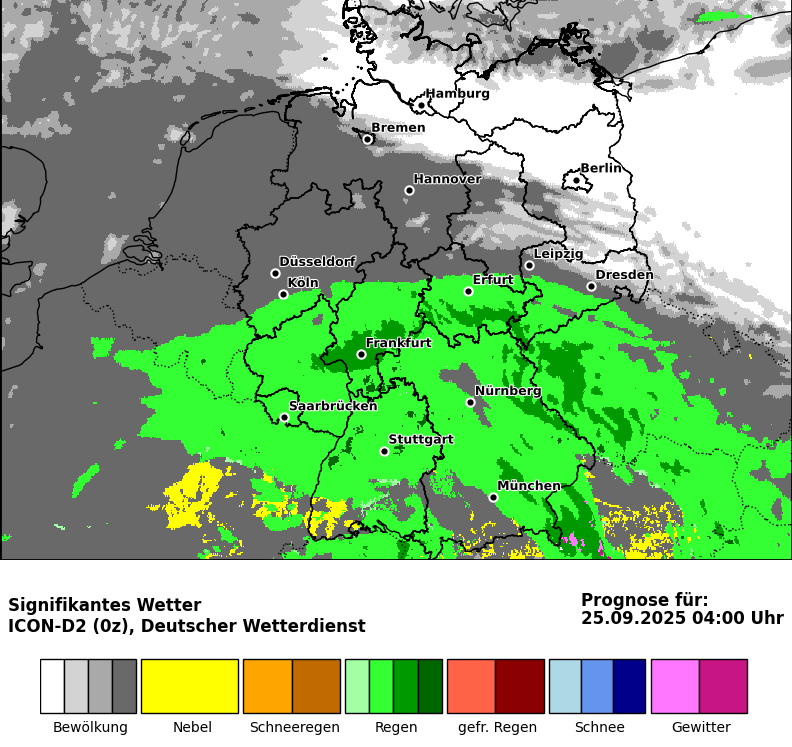 Hamburg
Bremen
Berlin
Hannover
Düsseldorf
Köln
Leipzig
Dresden
Erfurt
Frankfurt
Nürnberg
Saarbrücken
Stuttgart
München
Signifikantes Wetter
ICON-D2 (0z), Deutscher Wetterdienst
Prognose für:
25.09.2025 04:00 Uhr
Bewölkung Nebel Schneeregen Regen gefr. Regen Schnee Gewitter